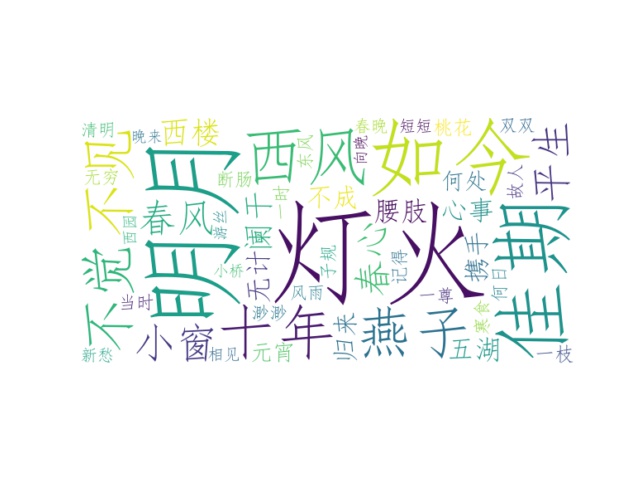 清明
晚来
西楼
春晚
短短
桃花
双双
不见
明月
西风
东风
向晚
如今
何处
故人
平生
无穷
断肠
不成
腰肢
心事
春风
西园
游丝
阑干
一声
灯火
春心
记得
携手
何日
佳期
不觉
当时
小桥
无计
子规
风雨
一尊
寒食
小窗
十年
渺渺
归来
燕子
五湖
新愁
相见
元宵
一枝